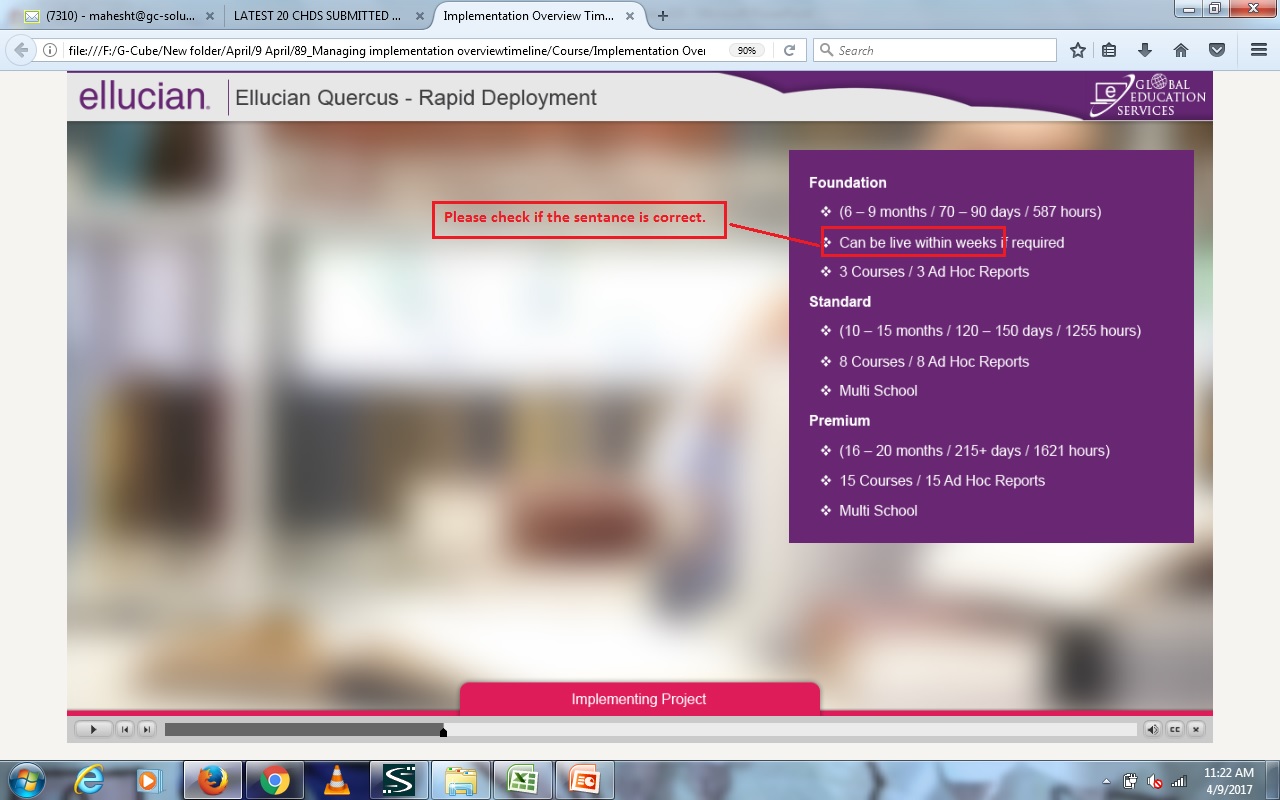 (7310) - mahesht@gc-solu...
LATEST 20 CHDS SUBMITTED ...
Implementation Overview Tim...
file:///F:/G-Cube/New folder/April/9 April/89_Managing implementation overviewtimeline/Course/Implementation Over
90%
Search
ellucian.
Ellucian Quercus - Rapid Deployment
e
GLOBAL
EDUCATION
SERVICES
Foundation
❖ (6 – 9 months / 70 – 90 days / 587 hours)
Please check if the sentance is correct.
❖ Can be live within weeks if required
❖ 3 Courses / 3 Ad Hoc Reports
Standard
❖ (10 – 15 months / 120 – 150 days / 1255 hours)
❖ 8 Courses / 8 Ad Hoc Reports
❖ Multi School
Premium
❖ (16 – 20 months / 215+ days / 1621 hours)
❖ 15 Courses / 15 Ad Hoc Reports
❖ Multi School
Implementing Project
CC
11:22 AM
4/9/2017